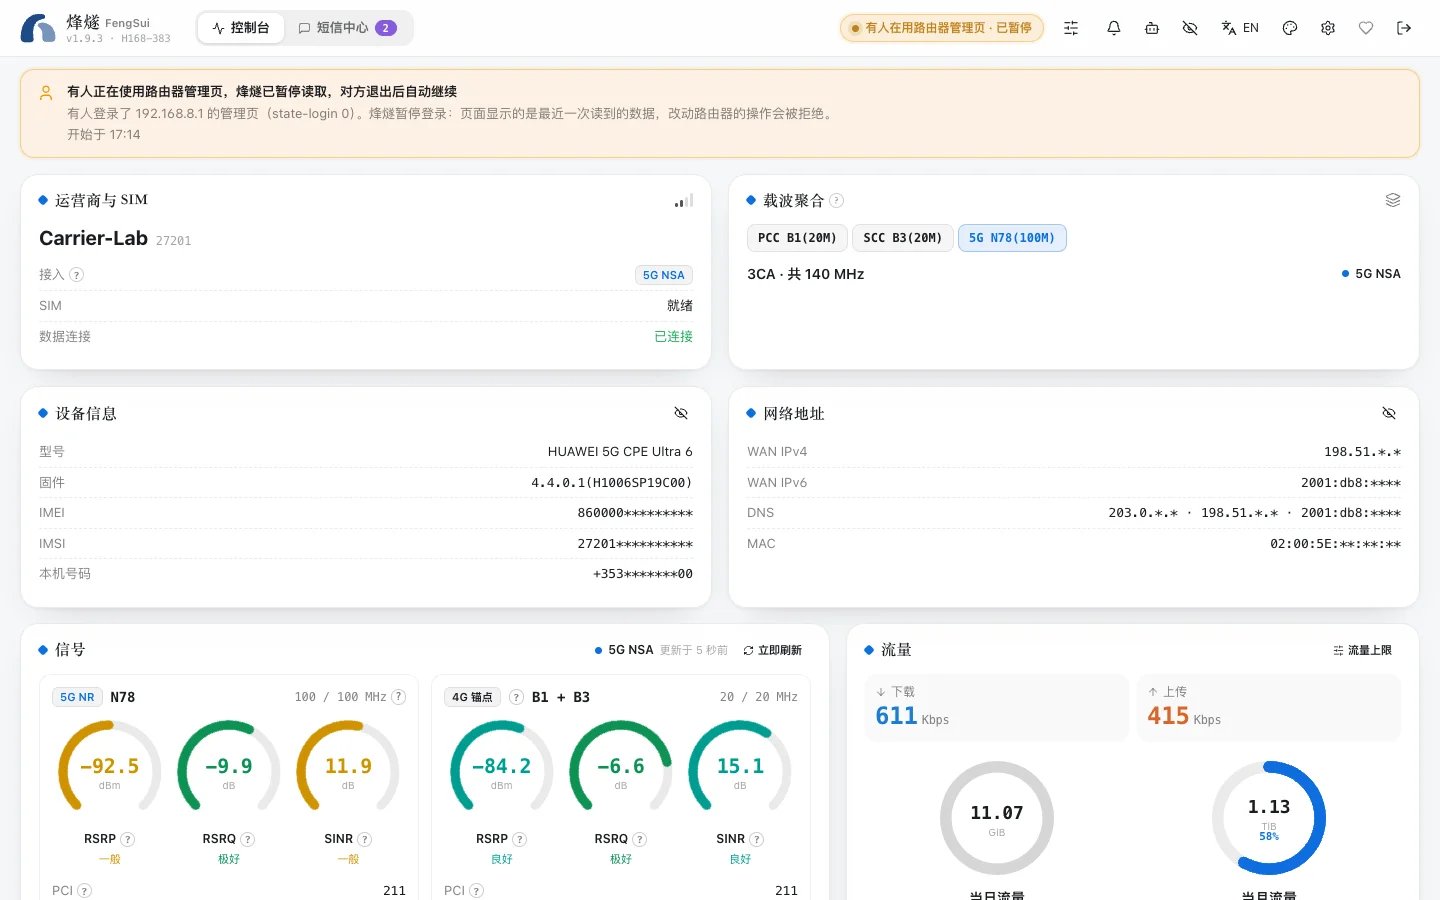 烽燧 FengSui
v1.9.3 · H168-383
控制台
短信中心 2
有人在用路由器管理页 · 已暂停
EN
有人正在使用路由器管理页，烽燧已暂停读取，对方退出后自动继续
有人登录了 192.168.8.1 的管理页（state-login 0）。烽燧暂停登录：页面显示的是最近一次读到的数据，改动路由器的操作会被拒绝。
开始于 17:14
运营商与 SIM
Carrier-Lab 27201
接入 ? 5G NSA
SIM 就绪
数据连接 已连接
载波聚合 ?
PCC B1(20M) SCC B3(20M) 5G N78(100M)
3CA · 共 140 MHz 5G NSA
设备信息
型号 HUAWEI 5G CPE Ultra 6
固件 4.4.0.1(H1006SP19C00)
IMEI 860000*********
IMSI 27201**********
本机号码 +353*******00
网络地址
WAN IPv4 198.51.*.*
WAN IPv6 2001:db8:****
DNS 203.0.*.* · 198.51.*.* · 2001:db8:****
MAC 02:00:5E:**:**:**
信号 5G NSA 更新于 5 秒前 立即刷新
5G NR N78 100 / 100 MHz ?
-92.5 dBm
-9.9 dB
11.9 dB
RSRP ? RSRQ ? SINR ?
一般 极好 一般
PCI ? 211
4G 锚点 ? B1 + B3 20 / 20 MHz
-84.2 dBm
-6.6 dB
15.1 dB
RSRP ? RSRQ ? SINR ?
良好 极好 良好
PCI ? 211
流量 流量上限
下载
611 Kbps
上传
415 Kbps
11.07
GiB
当日流量
1.13
TiB
58%
当月流量